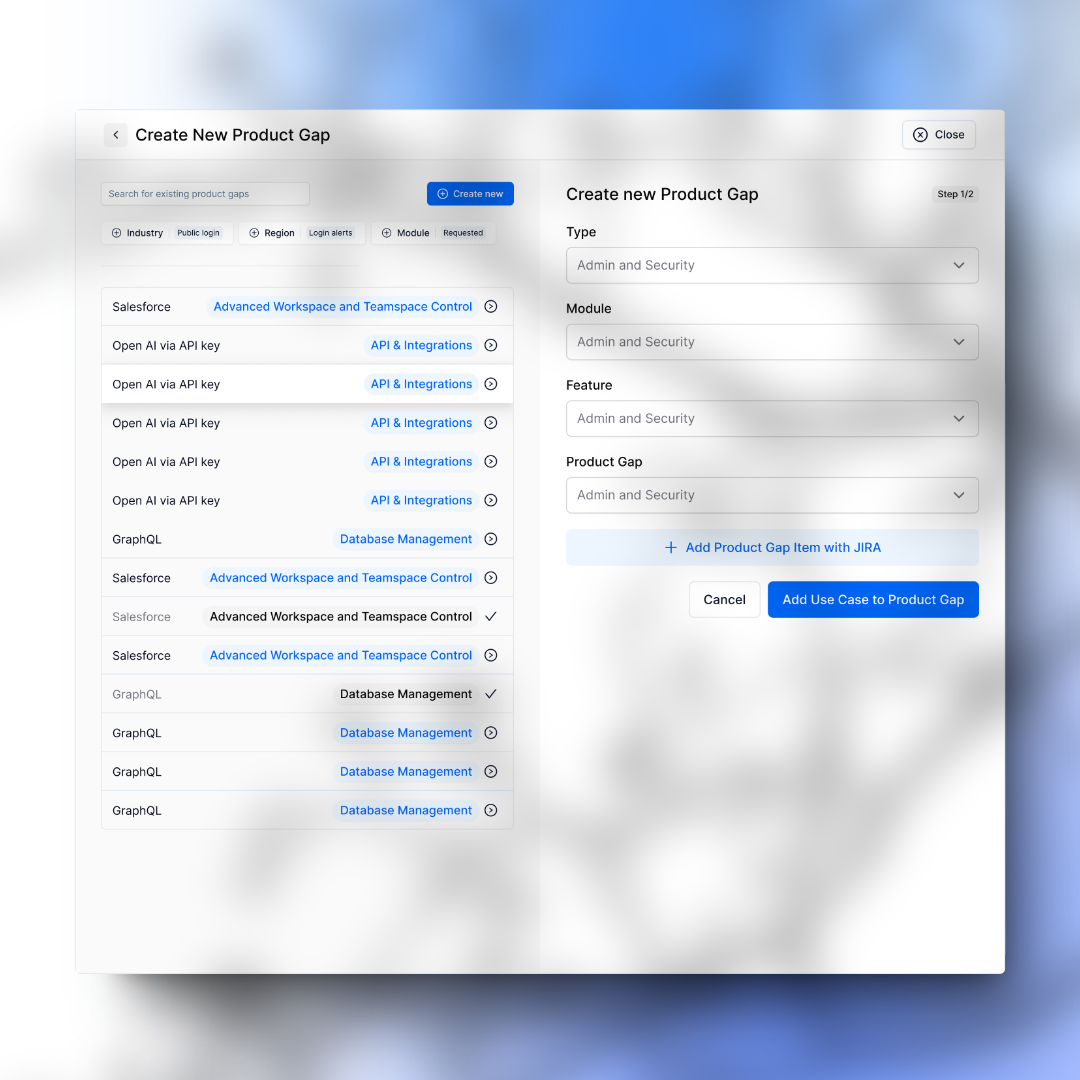 Create New Product Gap
Close
Search for existing product gaps
Create new
Industry Public login
Region Login alerts
Module Requested
Salesforce Advanced Workspace and Teamspace Control
Open AI via API key API & Integrations
Open AI via API key API & Integrations
Open AI via API key API & Integrations
Open AI via API key API & Integrations
Open AI via API key API & Integrations
GraphQL Database Management
Salesforce Advanced Workspace and Teamspace Control
Salesforce Advanced Workspace and Teamspace Control
Salesforce Advanced Workspace and Teamspace Control
GraphQL Database Management
GraphQL Database Management
GraphQL Database Management
GraphQL Database Management
Create new Product Gap
Step 1/2
Type
Admin and Security
Module
Admin and Security
Feature
Admin and Security
Product Gap
Admin and Security
Add Product Gap Item with JIRA
Cancel
Add Use Case to Product Gap